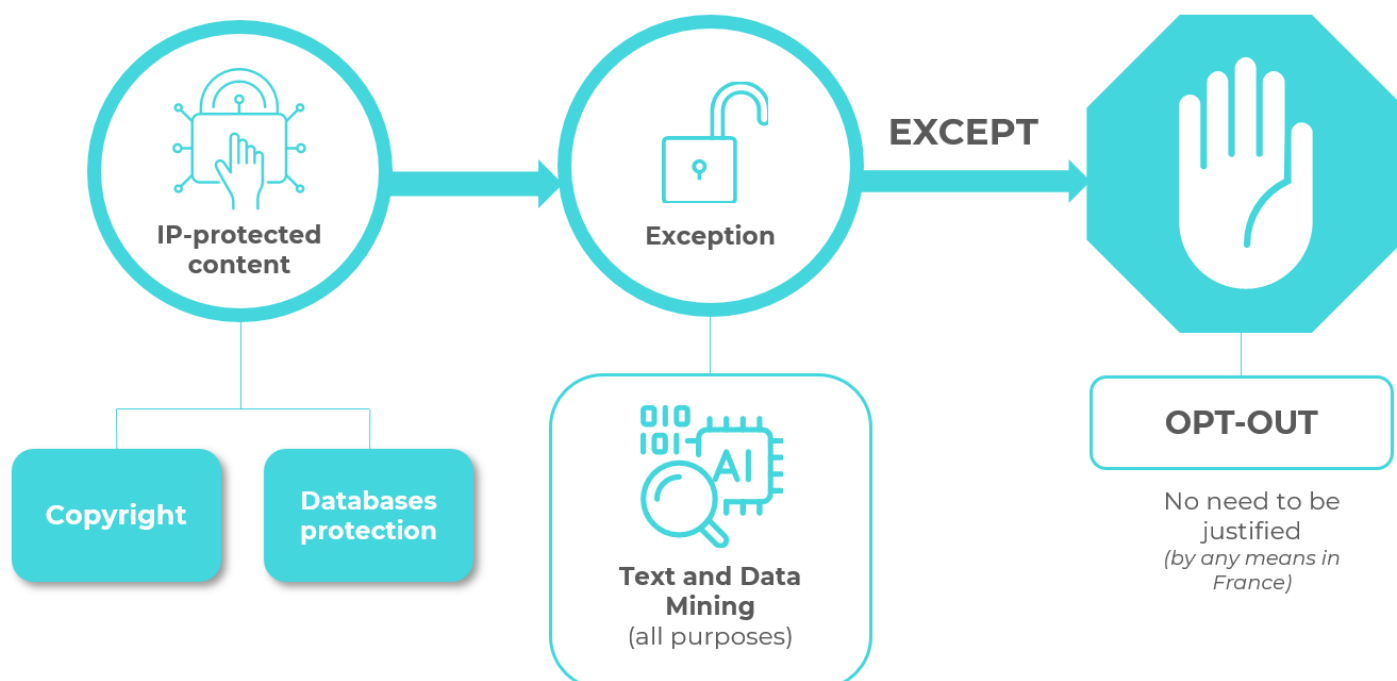 IP-protected
content
Copyright
Databases
protection
Exception
010
101
AI
Text and Data
Mining
(all purposes)
EXCEPT
OPT-OUT
No need to be
justified
(by any means in
France)